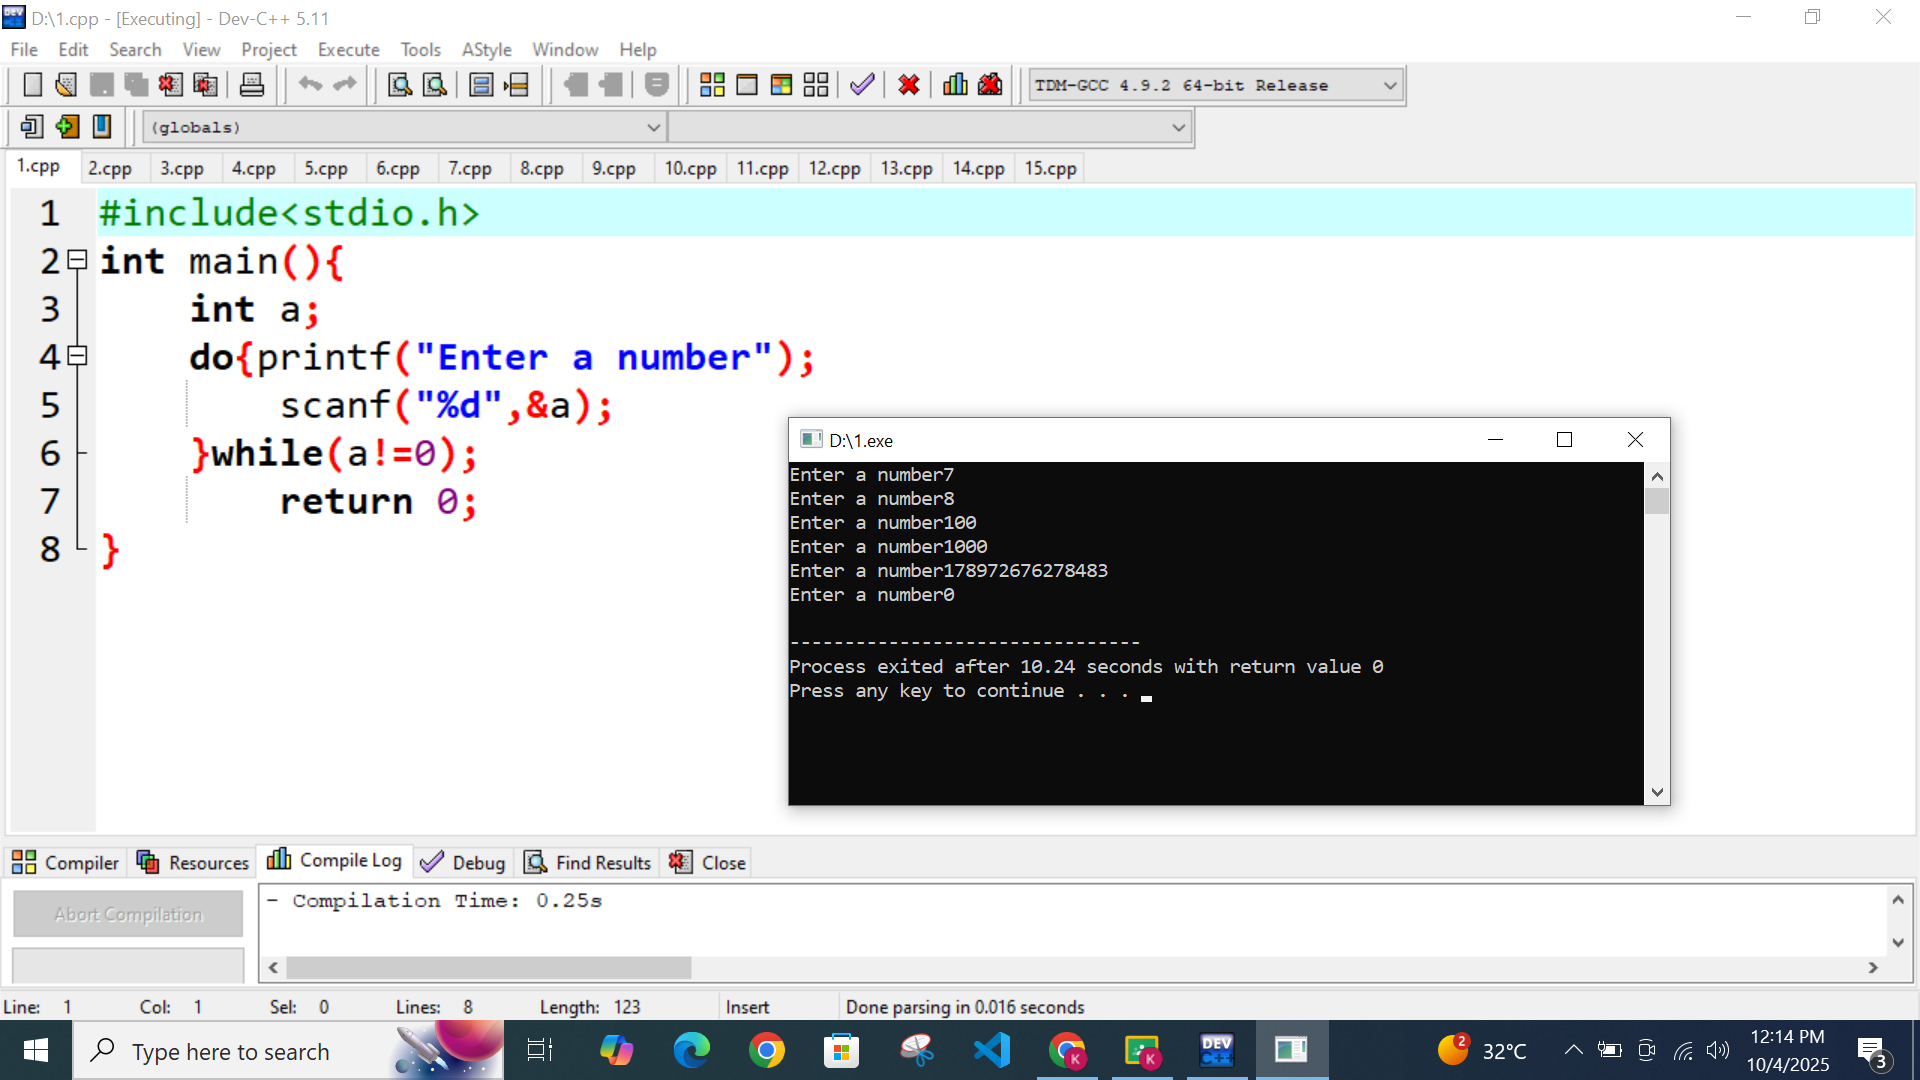 D:\1.cpp - [Executing] - Dev-C++ 5.11
File Edit Search View Project Execute Tools AStyle Window Help
TDM-GCC 4.9.2 64-bit Release
(globals)
1.cpp 2.cpp 3.cpp 4.cpp 5.cpp 6.cpp 7.cpp 8.cpp 9.cpp 10.cpp 11.cpp 12.cpp 13.cpp 14.cpp 15.cpp
1 #include<stdio.h>
2 int main(){
3 int a;
4 do{printf("Enter a number");
5 scanf("%d",&a);
6 }while(a!=0);
7 return 0;
8 }
D:\1.exe
Enter a number7
Enter a number8
Enter a number100
Enter a number1000
Enter a number178972676278483
Enter a number0
--------------------------------
Process exited after 10.24 seconds with return value 0
Press any key to continue . . .
Compiler Resources Compile Log Debug Find Results Close
Abort Compilation
- Compilation Time: 0.25s
Line: 1 Col: 1 Sel: 0 Lines: 8 Length: 123 Insert Done parsing in 0.016 seconds
Type here to search
DEV C++
K
K
2
32°C
12:14 PM
10/4/2025
3